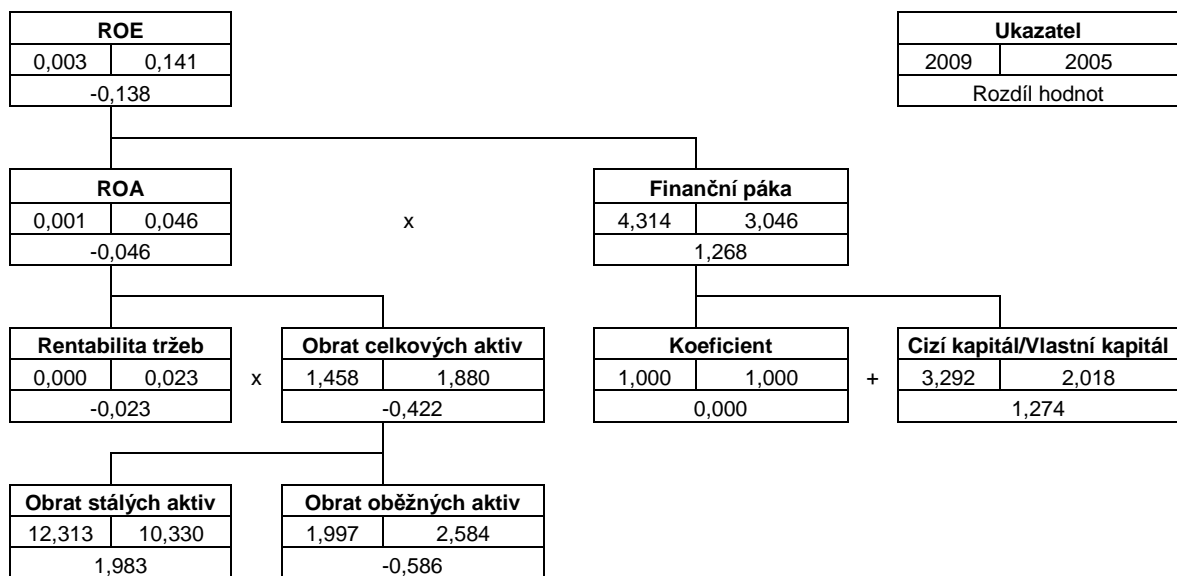 ROE
0,003 0,141
-0,138
Ukazatel
2009 2005
Rozdíl hodnot
ROA
0,001 0,046
-0,046
x
Finanční páka
4,314 3,046
1,268
Rentabilita tržeb
0,000 0,023
-0,023
x
Obrat celkových aktiv
1,458 1,880
-0,422
Koeficient
1,000 1,000
0,000
+
Cizí kapitál/Vlastní kapitál
3,292 2,018
1,274
Obrat stálých aktiv
12,313 10,330
1,983
Obrat oběžných aktiv
1,997 2,584
-0,586